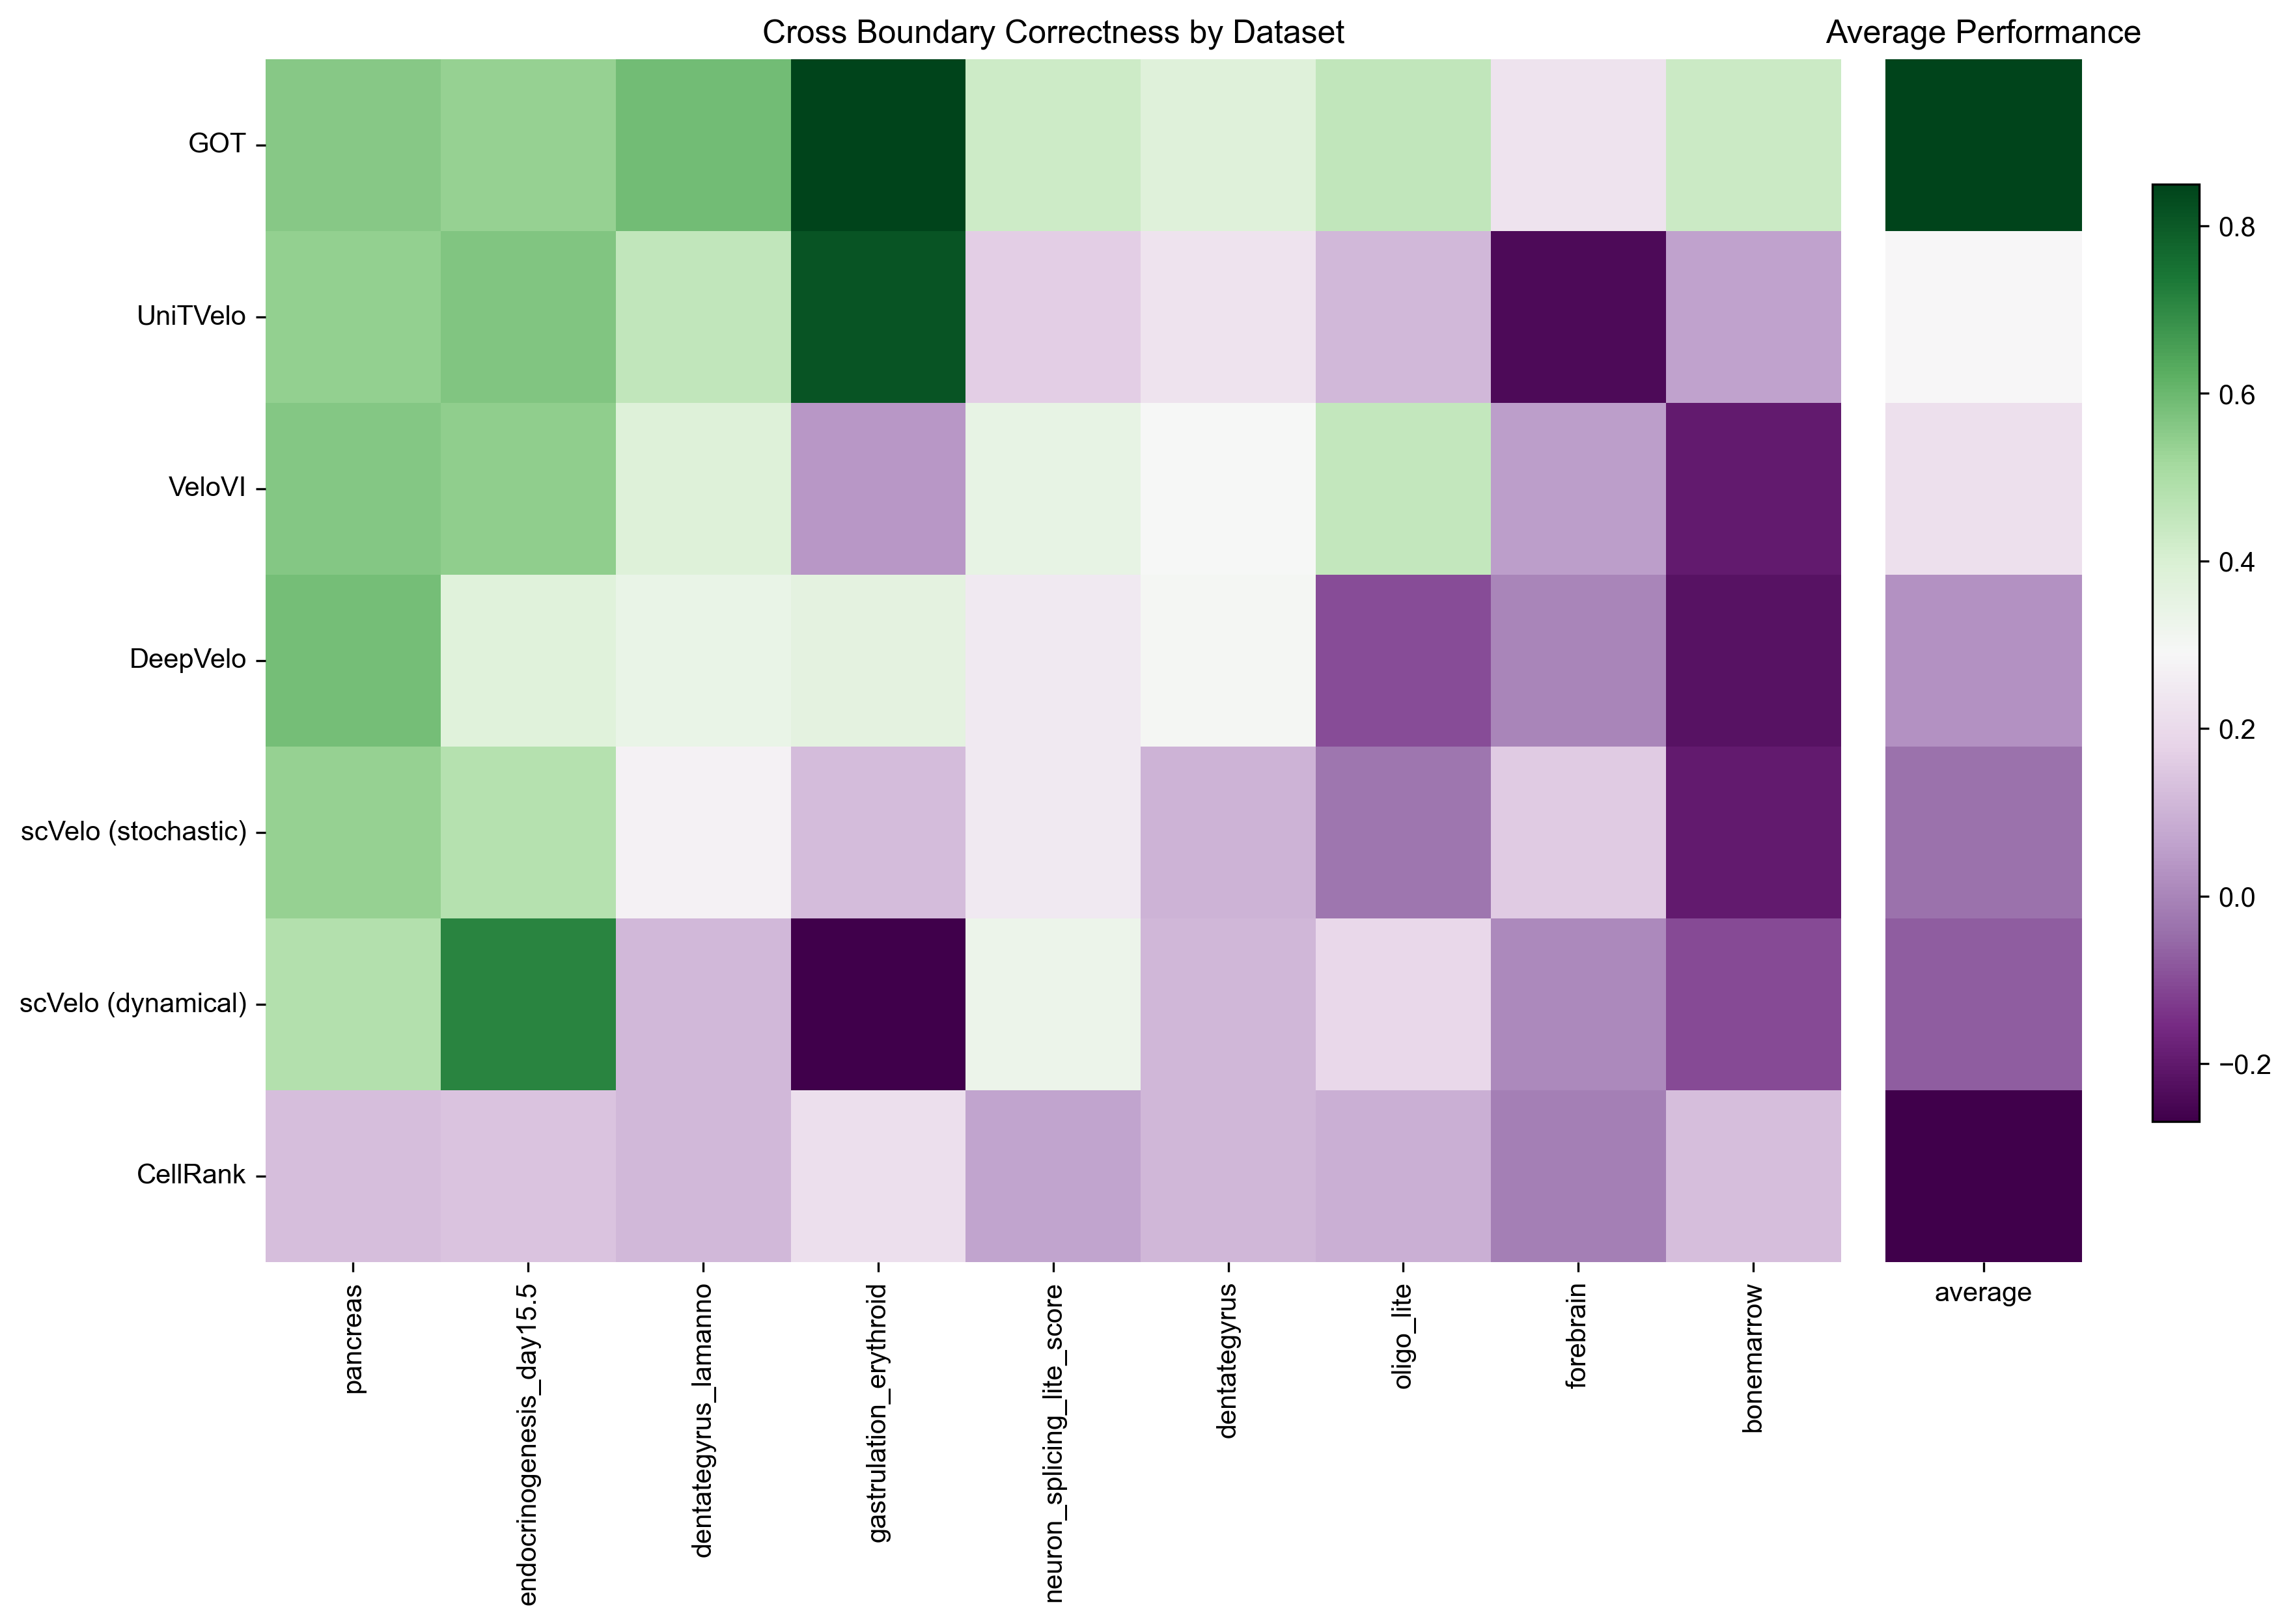 Cross Boundary Correctness by Dataset
Average Performance
GOT
UniTVelo
VeloVI
DeepVelo
scVelo (stochastic)
scVelo (dynamical)
CellRank
pancreas
endocrinogenesis_day15.5
dentategyrus_lamanno
gastrulation_erythroid
neuron_splicing_lite_score
dentategyrus
oligo_lite
forebrain
bonemarrow
average
0.8
0.6
0.4
0.2
0.0
−0.2